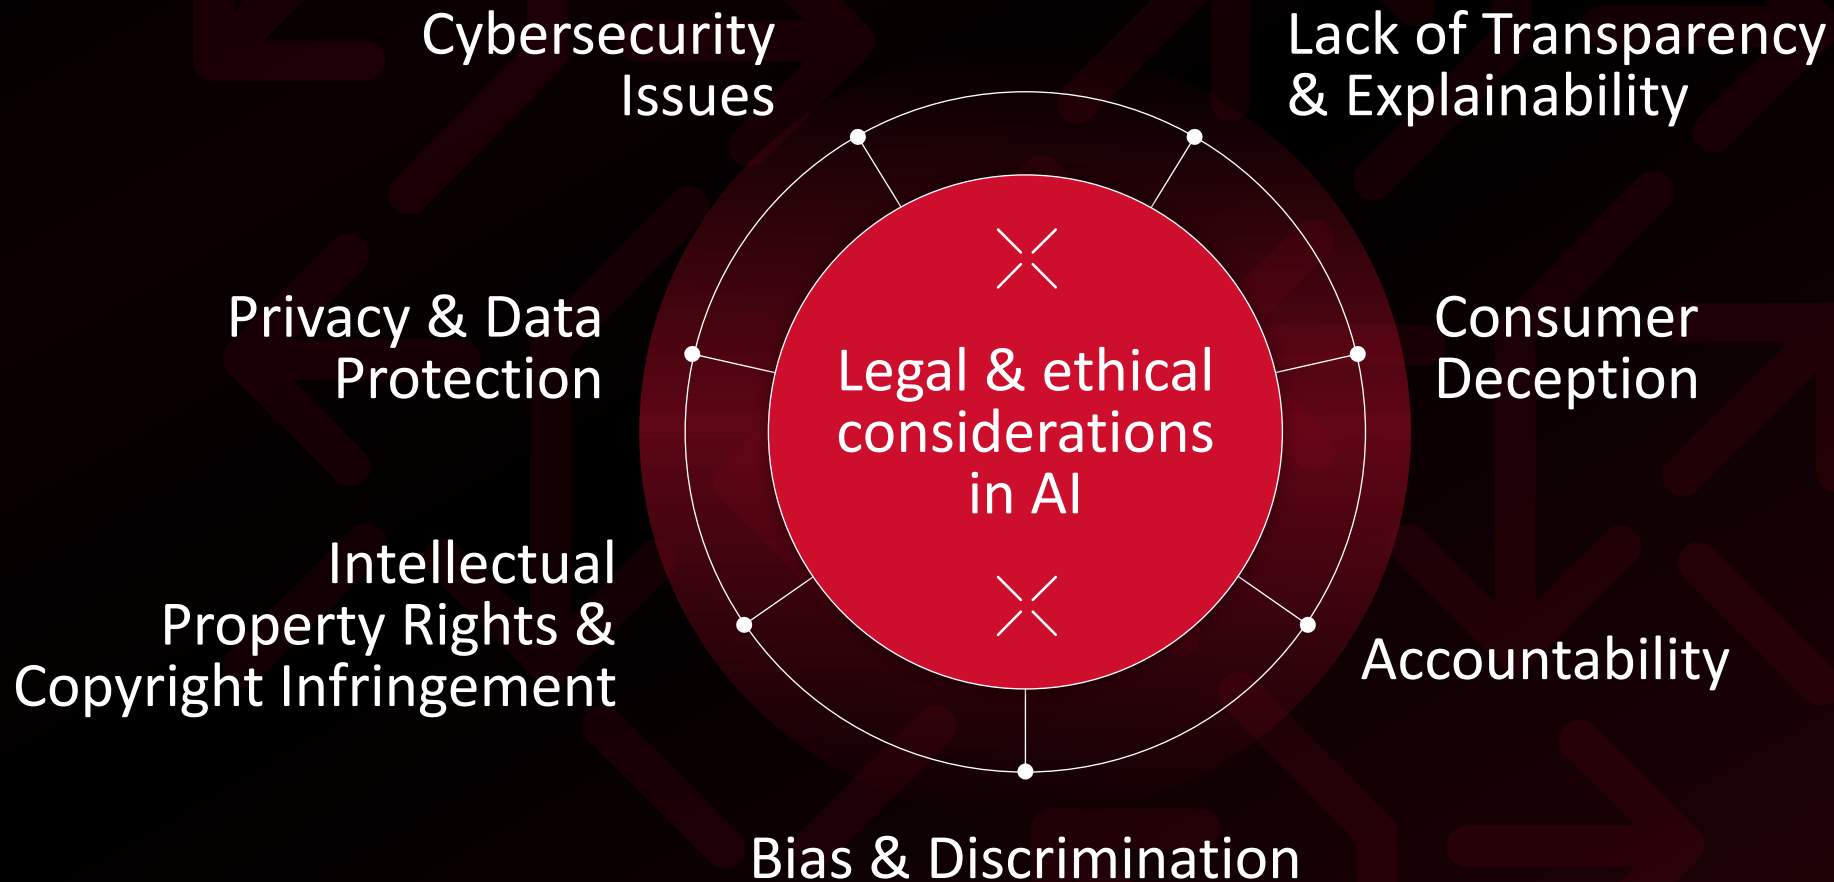 Cybersecurity
Issues
Lack of Transparency
& Explainability
Privacy & Data
Protection
Legal & ethical
considerations
in AI
Consumer
Deception
Intellectual
Property Rights &
Copyright Infringement
Accountability
Bias & Discrimination